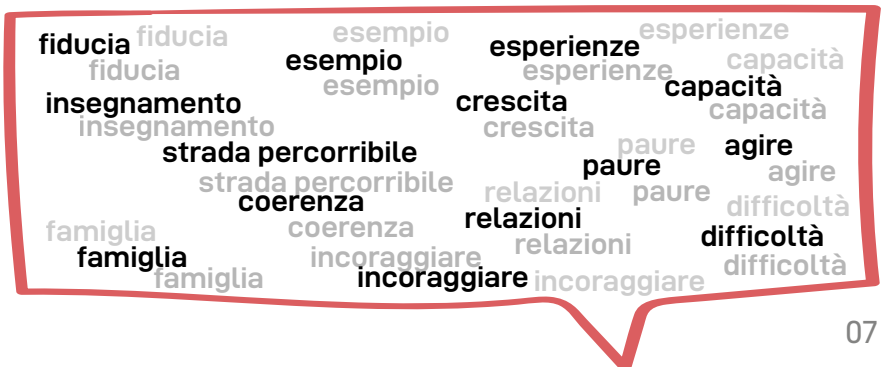 fiducia fiducia esempio esperienze esperienze
fiducia esempio esperienze capacità
insegnamento esempio crescita capacità
insegnamento crescita capacità
strada percorribile paure paure agire
strada percorribile relazioni paure agire
coerenza relazioni difficoltà
famiglia coerenza relazioni difficoltà
famiglia incoraggiare difficoltà
famiglia incoraggiare incoraggiare
07